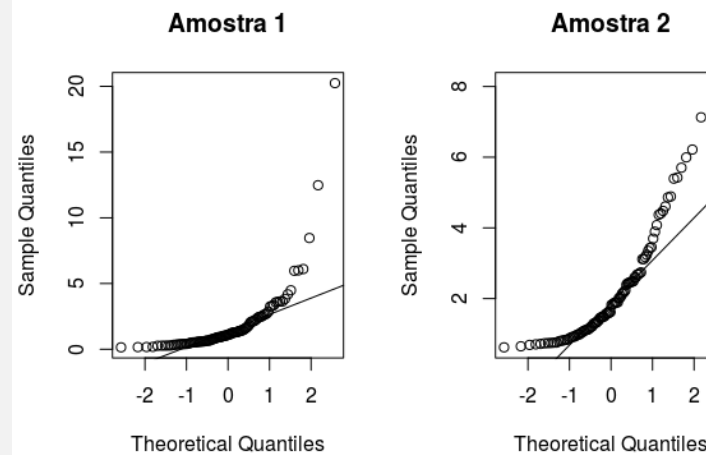 Amostra 1
Sample Quantiles
20
15
10
5
0
-2 -1 0 1 2
Theoretical Quantiles
Amostra 2
Sample Quantiles
8
6
4
2
-2 -1 0 1 2
Theoretical Quantiles